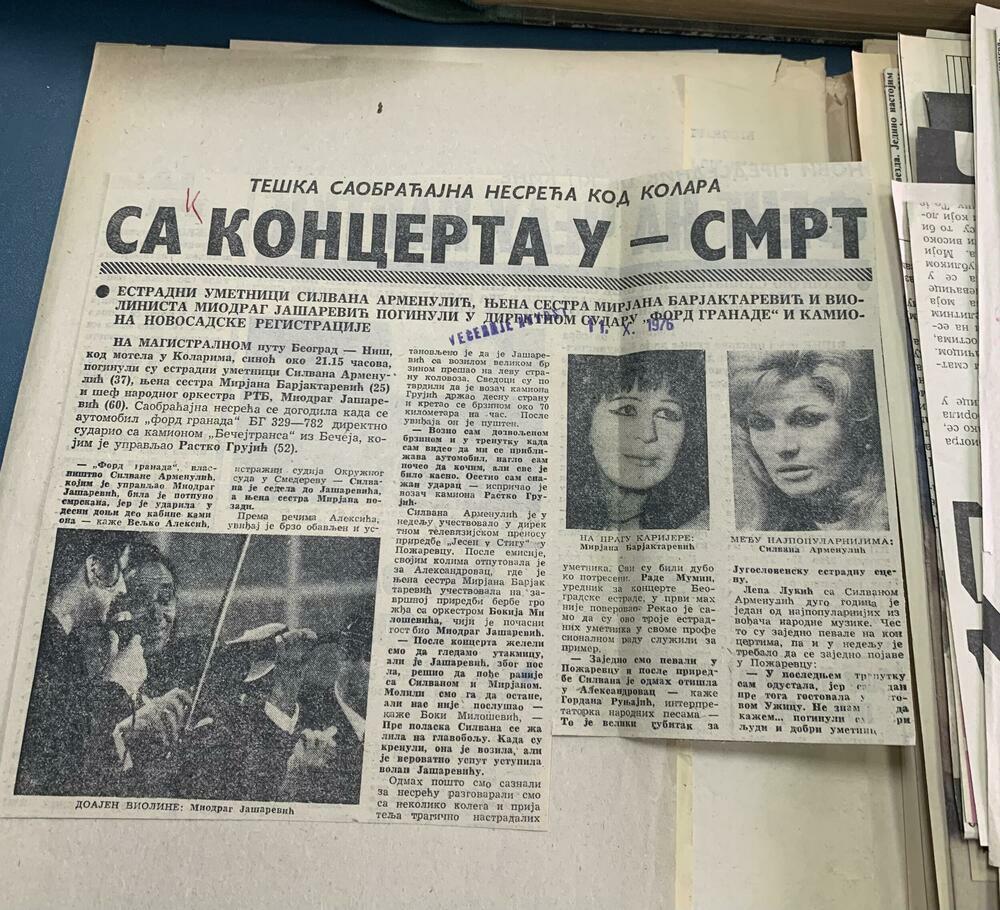 ТЕШКА САОБРАЋАЈНА НЕСРЕЋА КОД КОЛАРА
К
СА КОНЦЕРТА У — СМРТ
● ЕСТРАДНИ УМЕТНИЦИ СИЛВАНА АРМЕНУЛИЋ, ЊЕНА СЕСТРА МИРЈАНА БАРЈАКТАРЕВИЋ И ВИО-
ЛИНИСТА МИОДРАГ ЈАШАРЕВИЋ ПОГИНУЛИ У ДИРЕКТНОМ СУДАРУ „ФОРД ГРАНАДЕ“ И КАМИО-
НА НОВОСАДСКЕ РЕГИСТРАЦИЈЕ
VEČERNJE NOVOSTI 11. X. 1976
НА МАГИСТРАЛНОМ путу Београд — Ниш,
код мотела у Коларима, синоћ око 21.15 часова,
погинули су естрадни уметници Силвана Армену-
лић (37), њена сестра Мирјана Барјактаревић (25)
и шеф народног оркестра РТБ, Миодраг Јашаре-
вић (60). Саобраћајна несрећа се догодила када се
аутомобил „форд гранада“ БГ 329—782 директно
сударио са камионом „Бечејтранса“ из Бечеја, ко-
јим је управљао Растко Грујић (52).
— „Форд гранада“, влас-
ништво Силване Арменулић,
којим је управљао Миодраг
Јашаревић, била је потпуно
смрскана, јер је ударила у
десни доњи део кабине ками
она — каже Вељко Алексић,
истражни судија Окружног
суда у Смедереву — Силва-
на је седела до Јашаревића,
а њена сестра Мирјана по-
зади.
Према речима Алексића,
увиђај је брзо обављен и ус-
ДОАЈЕН ВИОЛИНЕ: Миодраг Јашаревић
тановљено је да је Јашаре-
вић са возилом великом бр
зином прешао на леву стра
ну коловоза. Сведоци су по
тврдили да је возач камиона
Грујић држао десну страну
и кретао се брзином око 70
километара на час. После
увиђаја он је пуштен.
— Возио сам дозвољеном
брзином и у тренутку када
сам видео да ми се прибли-
жава аутомобил, нагло сам
почео да кочим, али све је
било касно. Осетио сам сна-
жан ударац — испричао је
возач камиона Растко Гру-
јић.
Силвана Арменулић је у
недељу учествовало у дирек
тном телевизијском преносу
приредбе „Јесен у Стигу“ у
Пожаревцу. После емисије,
својим колима отпутовала је
за Александровац, где је
њена сестра Мирјана Барјак
таревић учествовала на за-
вршној приредби бербе гро
жђа са оркестром Бокија Ми
лошевића, чији је почасни
гост био Миодраг Јашаревић.
— После концерта желели
смо да гледамо утакмицу,
али је Јашаревић, због пос
ла, решио да пође раније
са Силваном и Мирјаном.
Молили смо га да остане,
али нас није послушао —
каже Боки Милошевић, —
Пре поласка Силвана се жа
лила на главобољу. Када су
кренули, она је возила, али
је вероватно успут уступила
волан Јашаревићу.
Одмах пошто смо сазнали
за несрећу разговарали смо
са неколико колега и прија
теља трагично настрадалих
НА ПРАГУ КАРИЈЕРЕ:
Мирјана Барјактаревић
МЕЂУ НАЈПОПУЛАРНИЈИМА:
Силвана Арменулић
уметника. Сви су били дубо
ко потресени. Раде Мумин,
уредник за концерте Бео-
градске естраде, у први мах
није поверовао. Рекао је са-
мо да су ово троје естрад-
них уметника у своме профе
сионалном раду служили за
пример.
— Заједно смо певали у
Пожаревцу и после приред
бе Силвана је одмах отишла
у Александровац — каже
Гордана Руњајић, интерпре-
таторка народних песама —
То је велики губитак за
Југословенску естрадну сце-
ну.
Лепа Лукић са Силваном
Арменулић дуго година је
један од најпопуларнијих из
вођача народне музике. Чес
то су заједно певале на кон
цертима, па и у недељу је
требало да се заједно појаве
у Пожаревцу:
— У последњем тренутку
сам одустала, јер дан
пре тога гостовала у
вом Ужицу. Не знам да
кажем... погинули
људи и добри уметниц